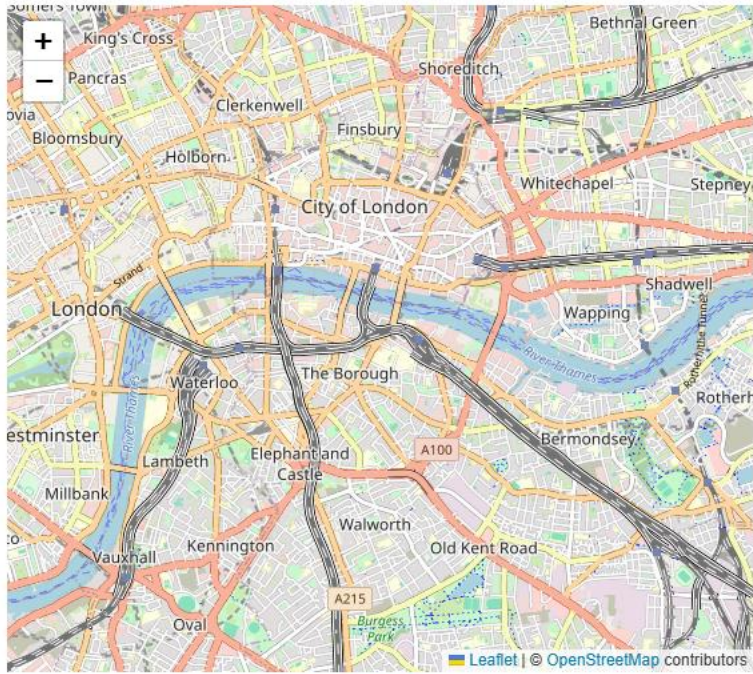 Somers Town
Bethnal Green
+
King's Cross
−
Pancras
Shoreditch
Clerkenwell
ovia
Bloomsbury
Finsbury
Holborn
Whitechapel
Stepney
City of London
Strand
Shadwell
London
Wapping
River Thames
Rotherhithe Tunnel
Waterloo
The Borough
Rotherh
River Thames
estminster
Bermondsey
A100
Lambeth
Elephant and
Castle
Millbank
Walworth
co
Kennington
Old Kent Road
Vauxhall
A215
Oval
Burgess
Park
Leaflet | © OpenStreetMap contributors